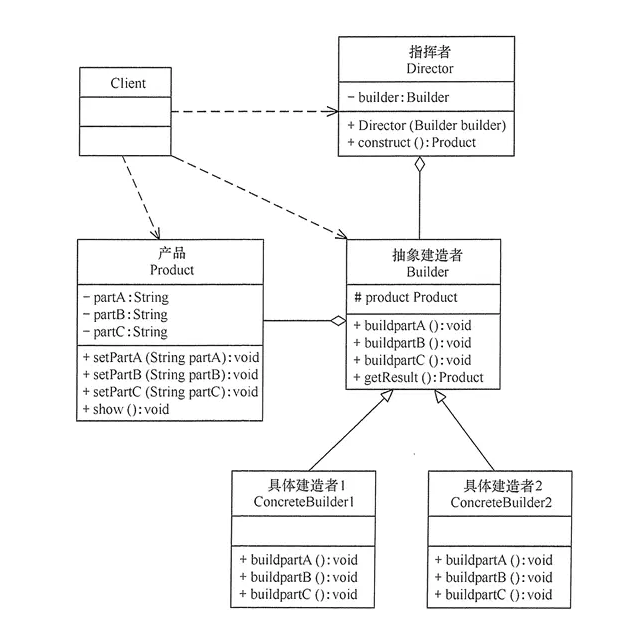 Client
指挥者
Director
- builder:Builder
+ Director (Builder builder)
+ construct ():Product
产品
Product
- partA:String
- partB:String
- partC:String
+ setPartA (String partA):void
+ setPartB (String partB):void
+ setPartC (String partC):void
+ show ():void
抽象建造者
Builder
# product Product
+ buildpartA ():void
+ buildpartB ():void
+ buildpartC ():void
+ getResult ():Product
具体建造者1
ConcreteBuilder1
+ buildpartA ():void
+ buildpartB ():void
+ buildpartC ():void
具体建造者2
ConcreteBuilder2
+ buildpartA ():void
+ buildpartB ():void
+ buildpartC ():void